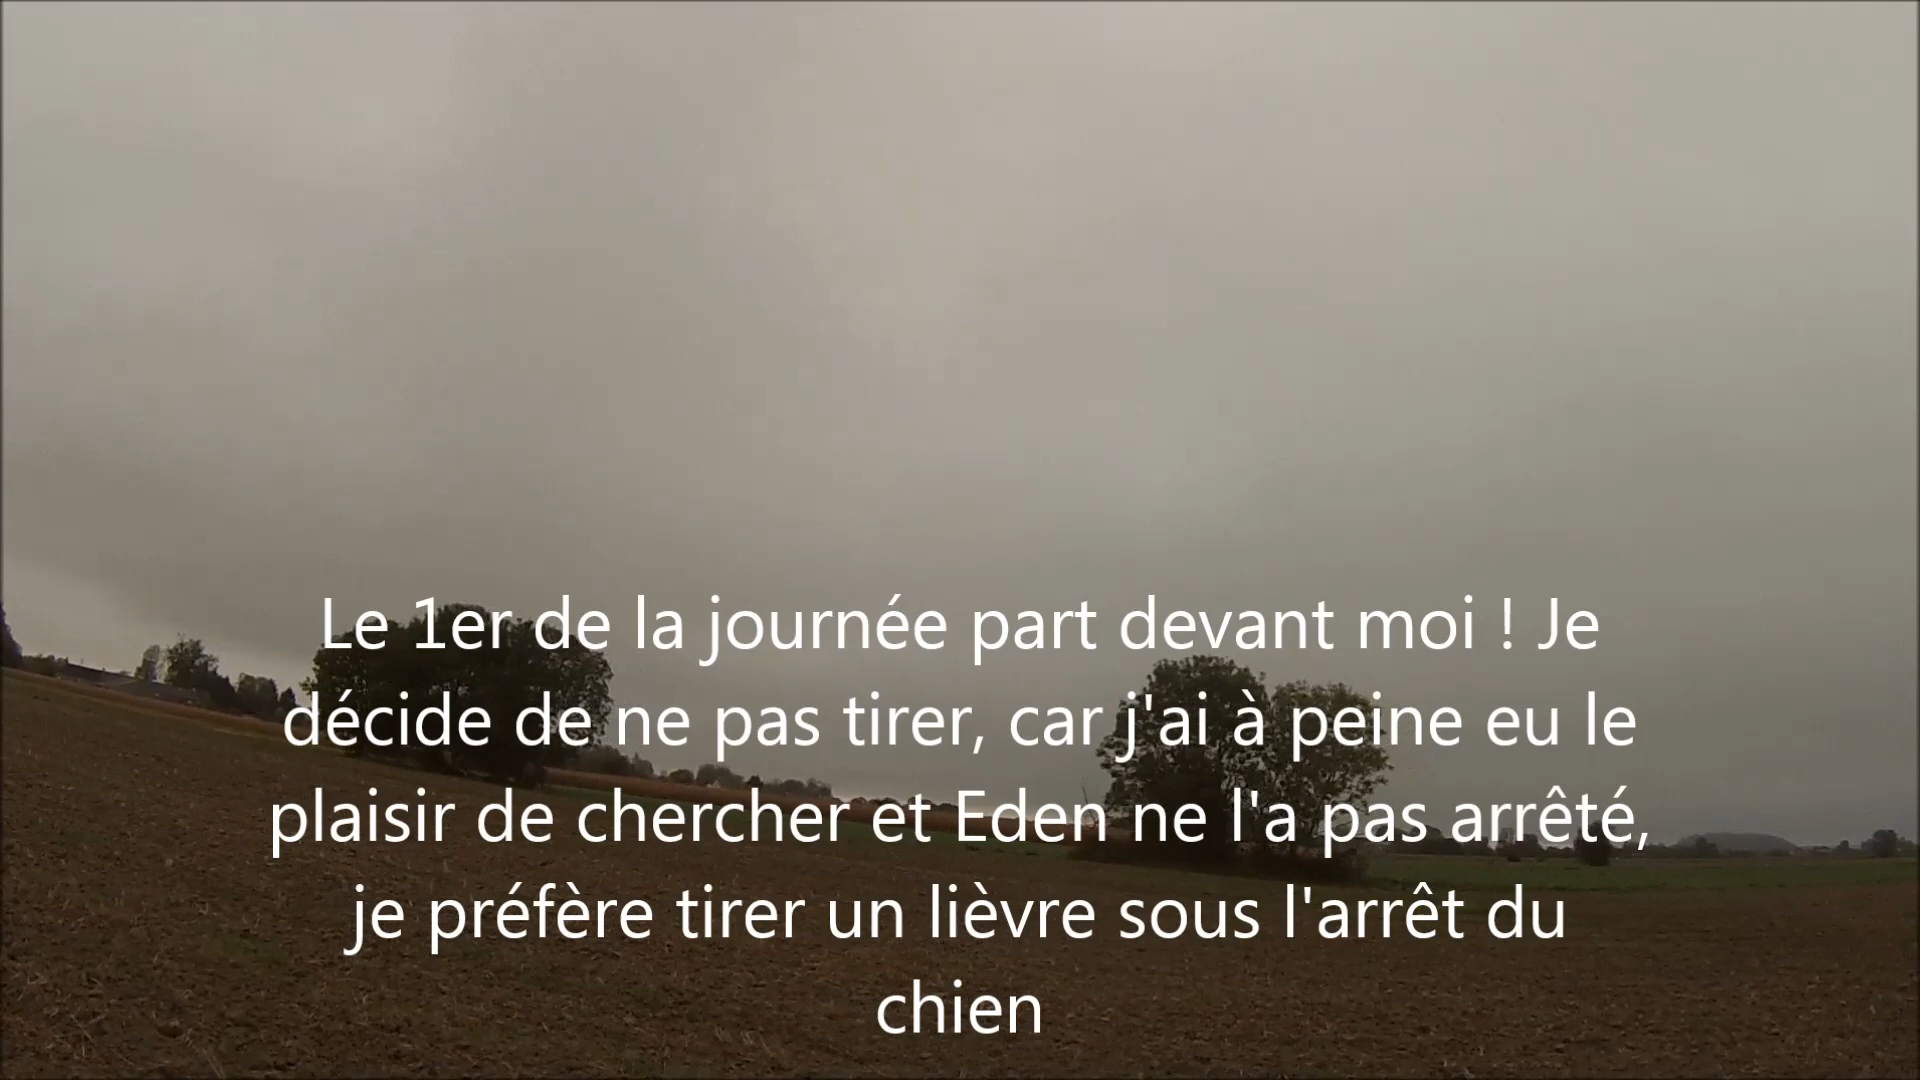 Le 1er de la journée part devant moi ! Je
décide de ne pas tirer, car j'ai à peine eu le
plaisir de chercher et Eden ne l'a pas arrêté,
je préfère tirer un lièvre sous l'arrêt du
chien